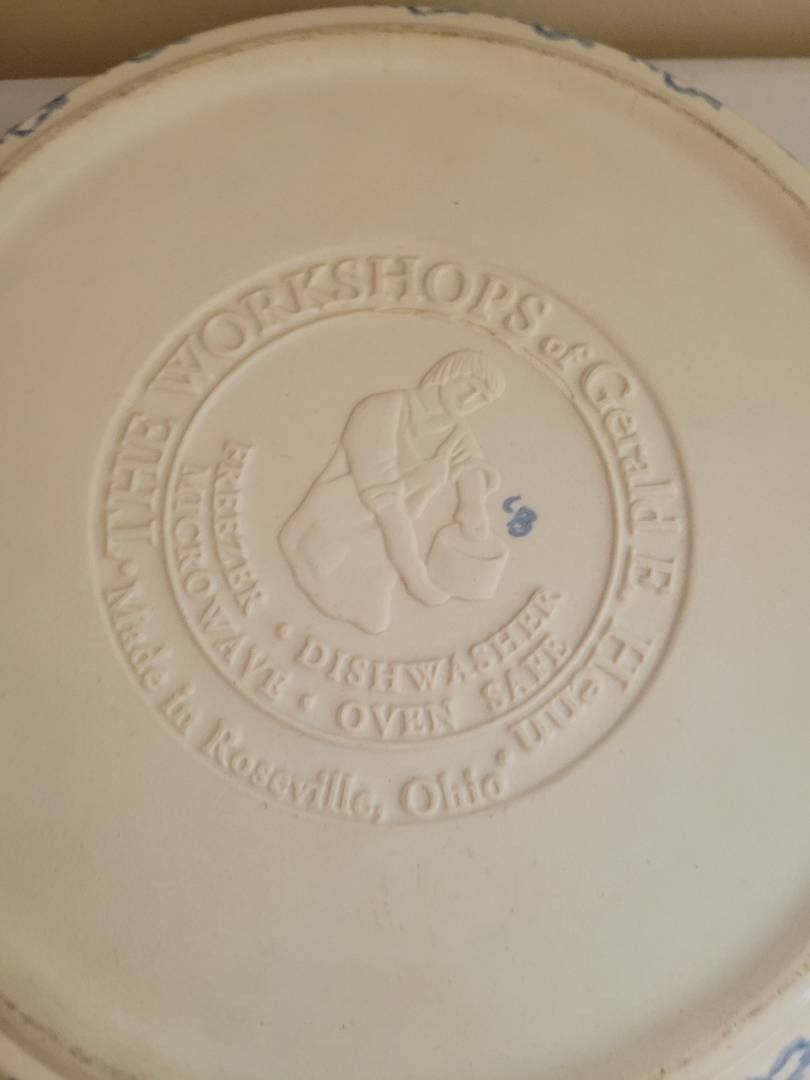 • THE WORKSHOPS of Gerald E. Henn •
Made in Roseville, Ohio
FREEZER • DISHWASHER
MICROWAVE • OVEN SAFE